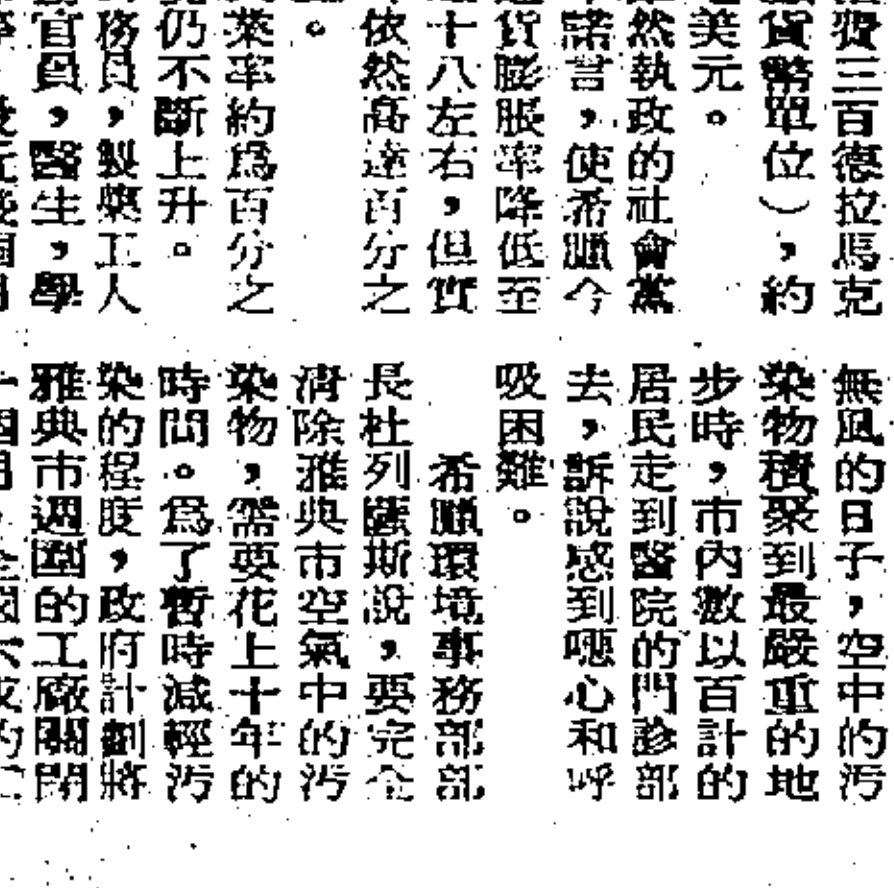 費三百德拉馬克
貨幣單位），約
美元。
然執政的社會黨
諾言，使希臘今
貨膨脹率降低至
十八左右，但實
依然高達百分之
。
業率約爲百分之
仍不斷上升。
務員，製藥工人
官員，醫生，學
無風的日子，空中的污
染物積聚到最嚴重的地
步時，市內數以百計的
居民走到醫院的門診部
去，訴說感到噁心和呼
吸困難。
希臘環境事務部部
長杜列薩斯說，要完全
清除雅典市空氣中的污
染物，需要花上十年的
時間。爲了暫時減輕污
染的程度，政府計劃將
雅典市週圍的工廠關閉